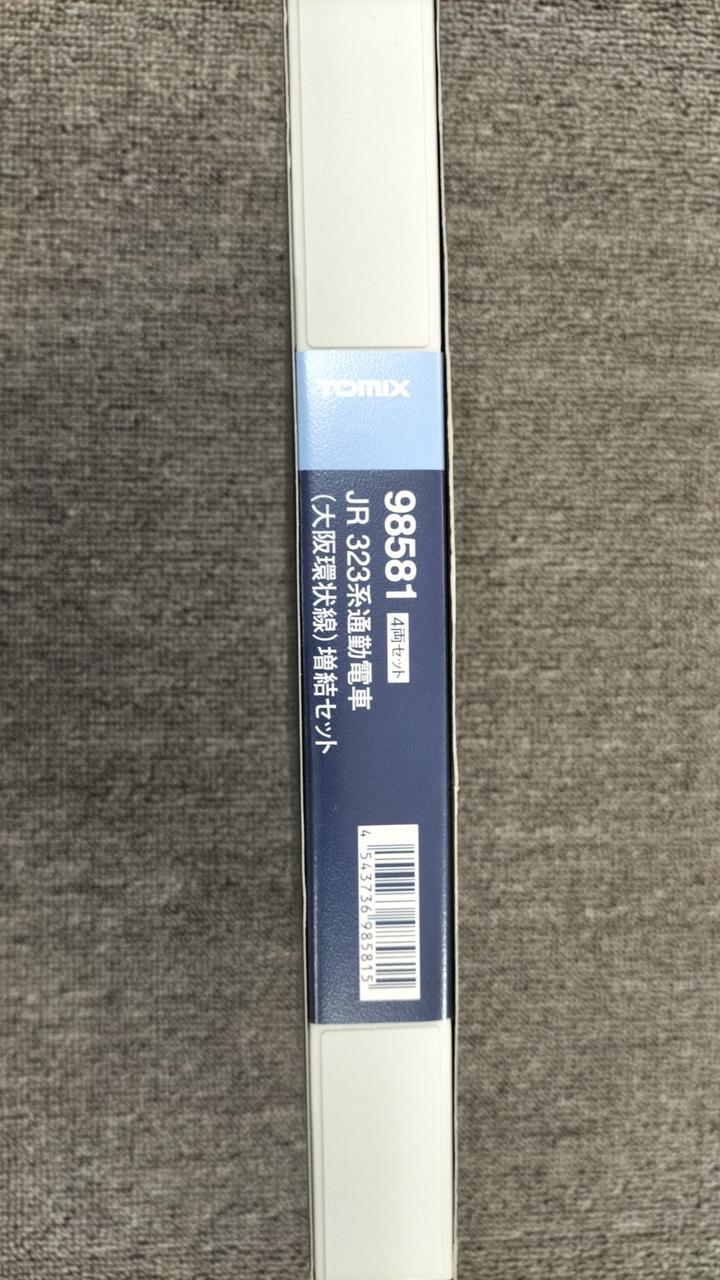 TOMIX
98581 4両セット
JR 323系通勤電車
(大阪環状線)増結セット
4 543736 985815